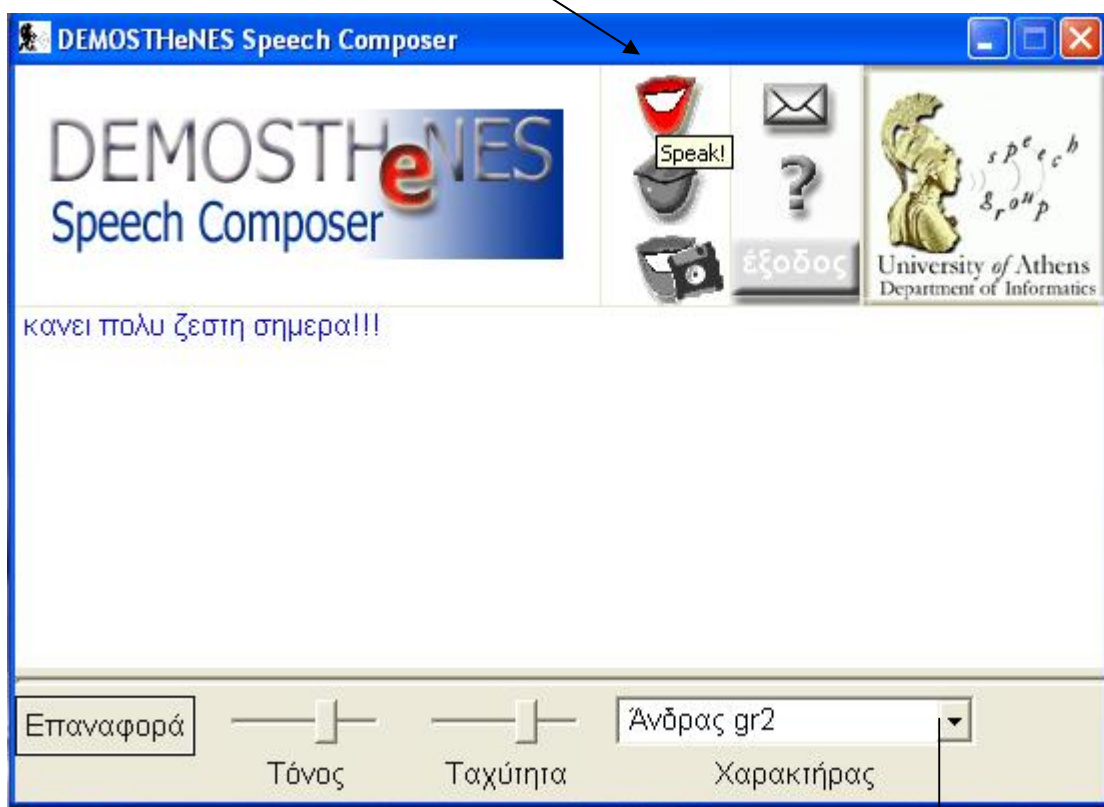 DEMOSTHeNES Speech Composer
DEMOSTHeNES
Speech Composer
Speak!
έξοδος
speech
group
University of Athens
Department of Informatics
κανει πολυ ζεστη σημερα!!!
Επαναφορά
Άνδρας gr2
Τόνος
Ταχύτητα
Χαρακτήρας